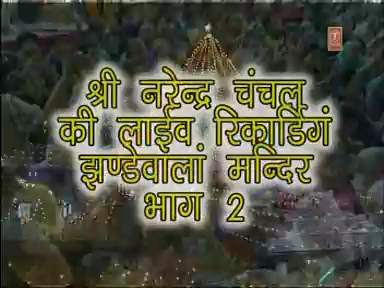 श्री नरेन्द्र चंचल
की लाईव रिकार्डिगं
झण्डेवालां मन्दिर
भाग 2